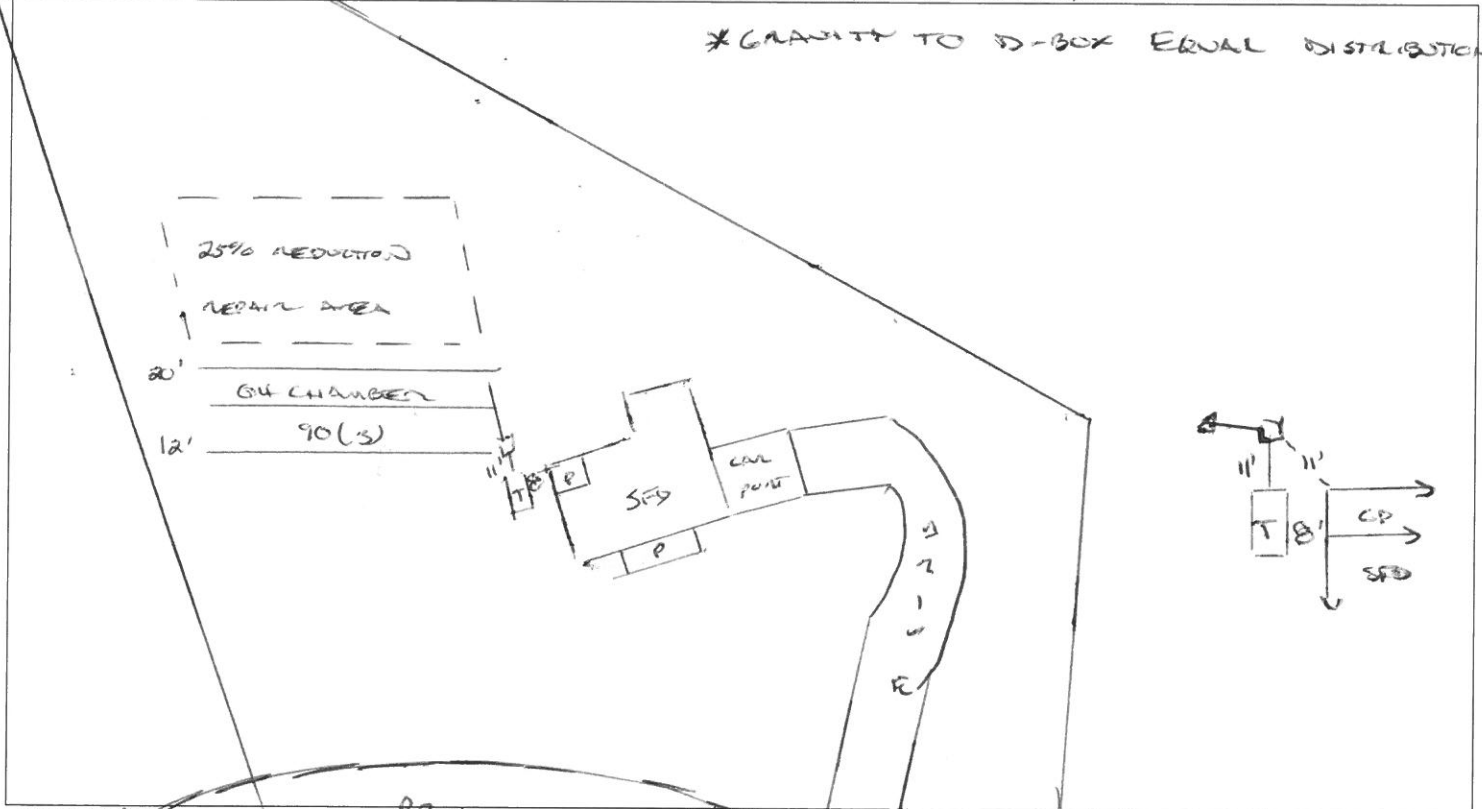 *GRAVITY TO D-BOX EQUAL DISTRIBUTION
25% REDUCTION
REPAIR AREA
20'
CHAMBER
12'
90(3)
11'
T
8'
P
SFD
CAR
PORT
P
DRIVE
11'
11'
T
8'
CP
SFD